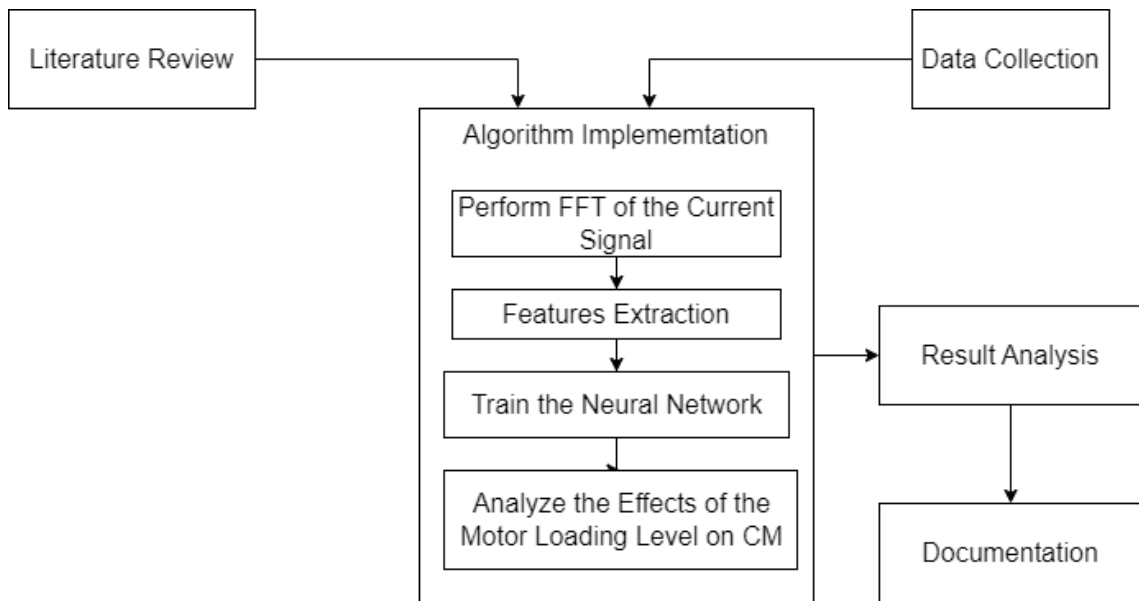 Literature Review
Data Collection
Algorithm Implememtation
Perform FFT of the Current
Signal
Features Extraction
Train the Neural Network
Analyze the Effects of the
Motor Loading Level on CM
Result Analysis
Documentation